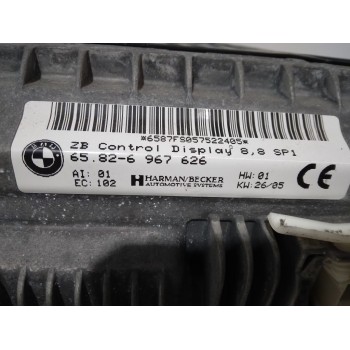 *6587FS057522405*
ZB Control Display 8,8 SP1
65.82-6 967 626
AI: 01
EC: 102
HARMAN/BECKER
AUTOMOTIVE SYSTEMS
HW: 01
KW: 26/05
CE
BMW